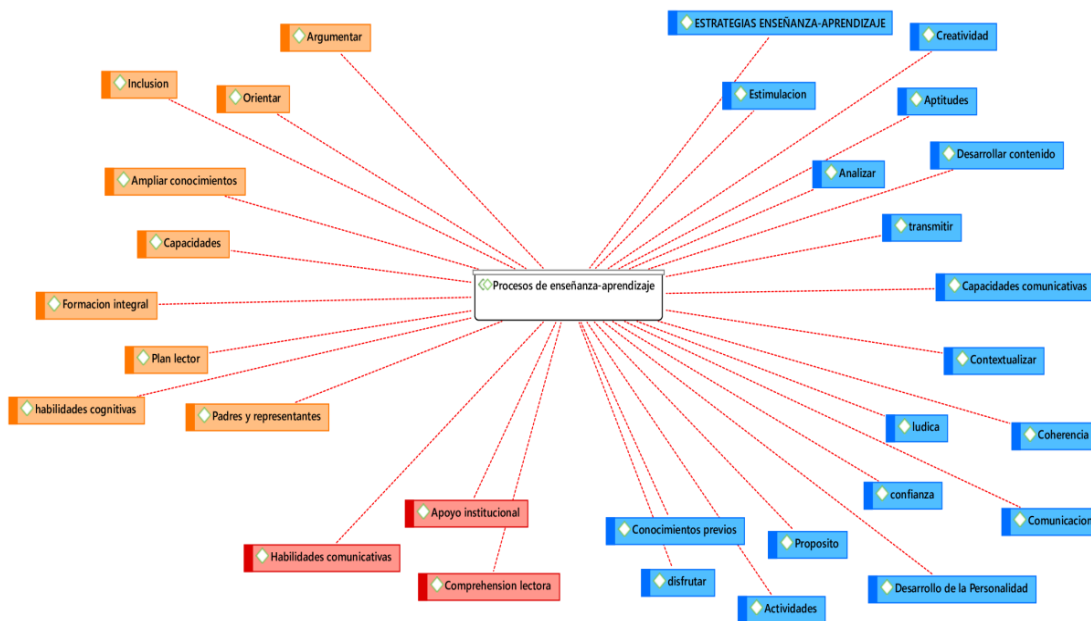 ESTRATEGIAS ENSEÑANZA-APRENDIZAJE
Argumentar
Creatividad
Inclusion
Orientar
Estimulacion
Aptitudes
Desarrollar contenido
Ampliar conocimientos
Analizar
transmitir
Capacidades
Procesos de enseñanza-aprendizaje
Capacidades comunicativas
Formacion integral
Plan lector
Contextualizar
habilidades cognitivas
Padres y representantes
ludica
Coherencia
confianza
Apoyo institucional
Comunicacion
Conocimientos previos
Proposito
Habilidades comunicativas
Comprehension lectora
disfrutar
Desarrollo de la Personalidad
Actividades